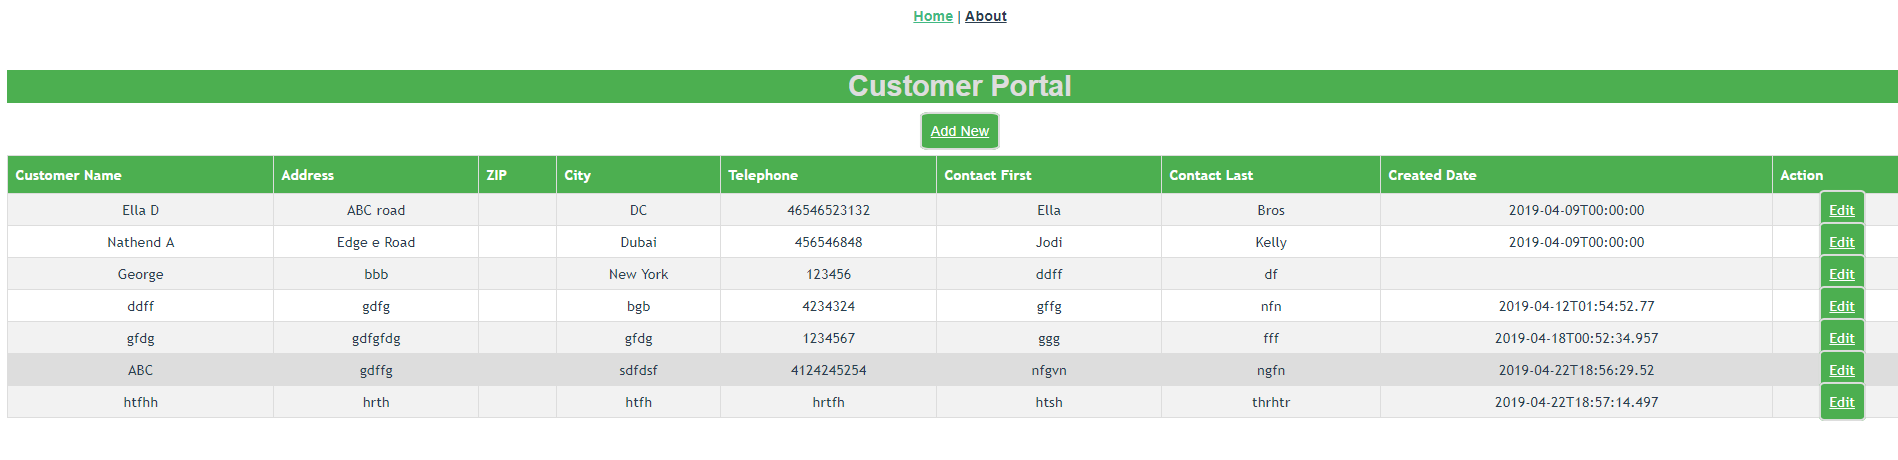 Home | About
Customer Portal
Add New
Customer Name Address ZIP City Telephone Contact First Contact Last Created Date Action
Ella D ABC road DC 46546523132 Ella Bros 2019-04-09T00:00:00 Edit
Nathend A Edge e Road Dubai 456546848 Jodi Kelly 2019-04-09T00:00:00 Edit
George bbb New York 123456 ddff df Edit
ddff gdfg bgb 4234324 gffg nfn 2019-04-12T01:54:52.77 Edit
gfdg gdfgfdg gfdg 1234567 ggg fff 2019-04-18T00:52:34.957 Edit
ABC gdffg sdfdsf 4124245254 nfgvn ngfn 2019-04-22T18:56:29.52 Edit
htfhh hrth htfh hrtfh htsh thrhtr 2019-04-22T18:57:14.497 Edit